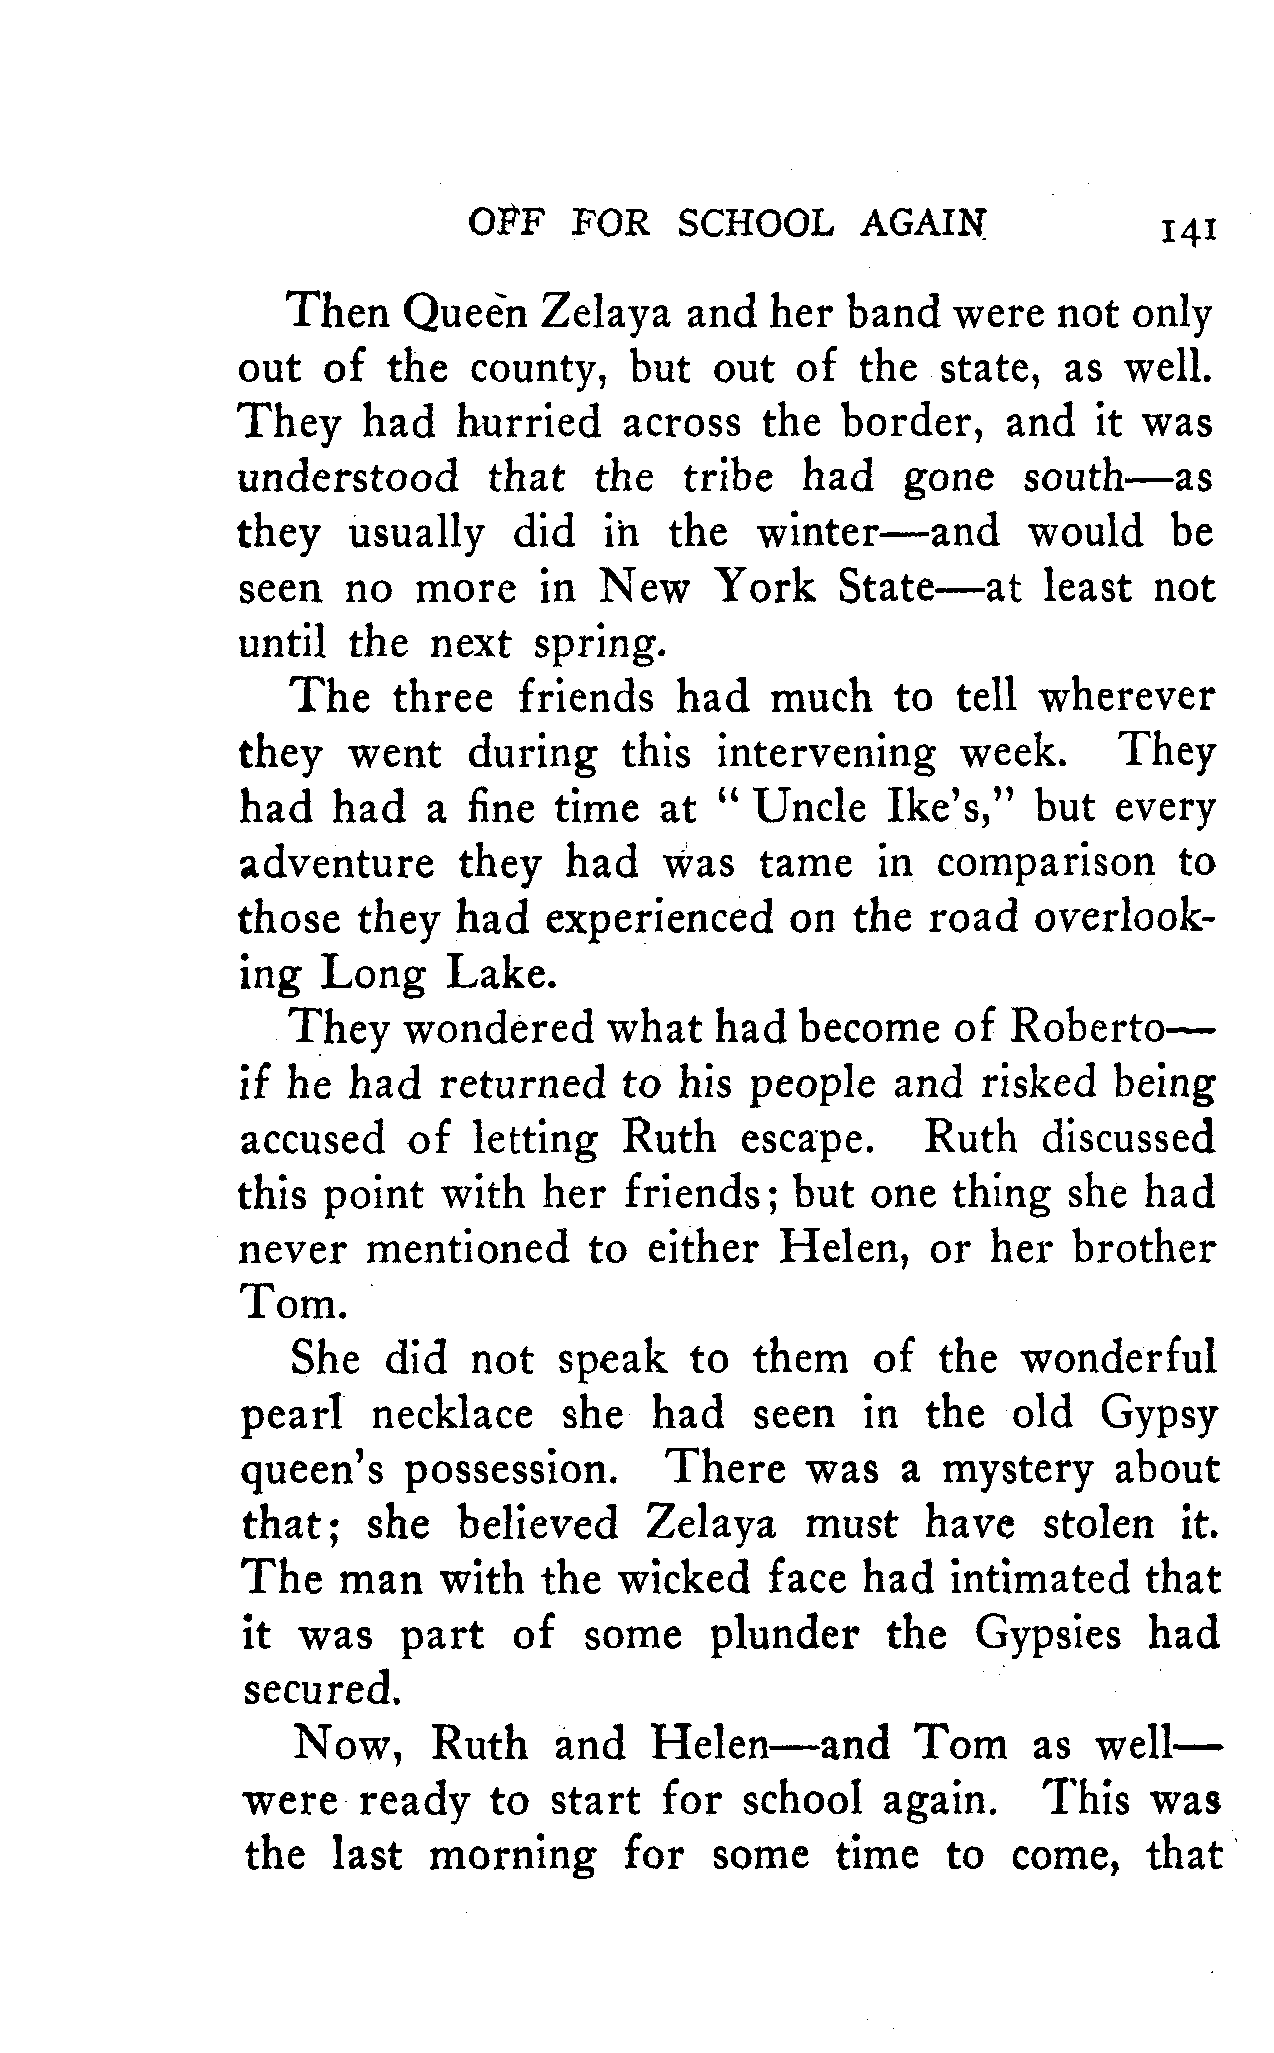 OFF FOR SCHOOL AGAIN 141
Then Queen Zelaya and her band were not only
out of the county, but out of the state, as well.
They had hurried across the border, and it was
understood that the tribe had gone south—as
they usually did in the winter—and would be
seen no more in New York State—at least not
until the next spring.
The three friends had much to tell wherever
they went during this intervening week. They
had had a fine time at “ Uncle Ike's,” but every
adventure they had was tame in comparison to
those they had experienced on the road overlook-
ing Long Lake.
They wondered what had become of Roberto—
if he had returned to his people and risked being
accused of letting Ruth escape. Ruth discussed
this point with her friends; but one thing she had
never mentioned to either Helen, or her brother
Tom.
She did not speak to them of the wonderful
pearl necklace she had seen in the old Gypsy
queen's possession. There was a mystery about
that; she believed Zelaya must have stolen it.
The man with the wicked face had intimated that
it was part of some plunder the Gypsies had
secured.
Now, Ruth and Helen—and Tom as well—
were ready to start for school again. This was
the last morning for some time to come, that